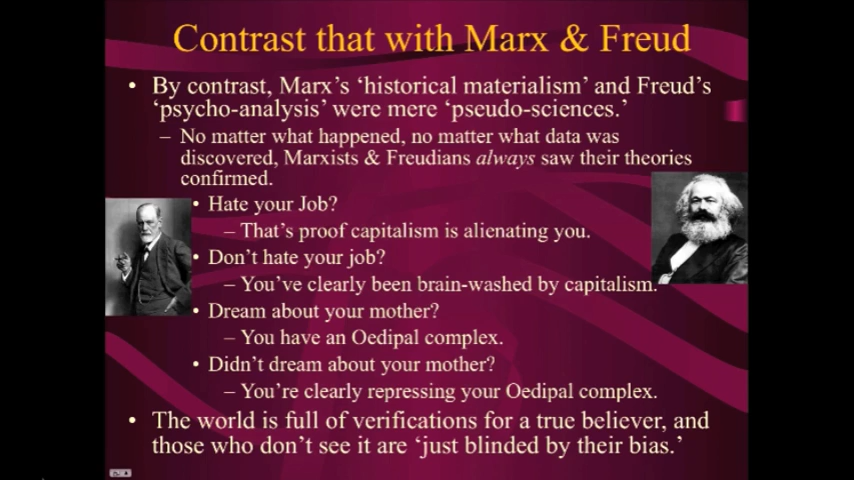 Contrast that with Marx & Freud
• By contrast, Marx’s ‘historical materialism’ and Freud’s
‘psycho-analysis’ were mere ‘pseudo-sciences.’
– No matter what happened, no matter what data was
discovered, Marxists & Freudians always saw their theories
confirmed.
• Hate your Job?
– That’s proof capitalism is alienating you.
• Don’t hate your job?
– You’ve clearly been brain-washed by capitalism.
• Dream about your mother?
– You have an Oedipal complex.
• Didn’t dream about your mother?
– You’re clearly repressing your Oedipal complex.
• The world is full of verifications for a true believer, and
those who don’t see it are ‘just blinded by their bias.’